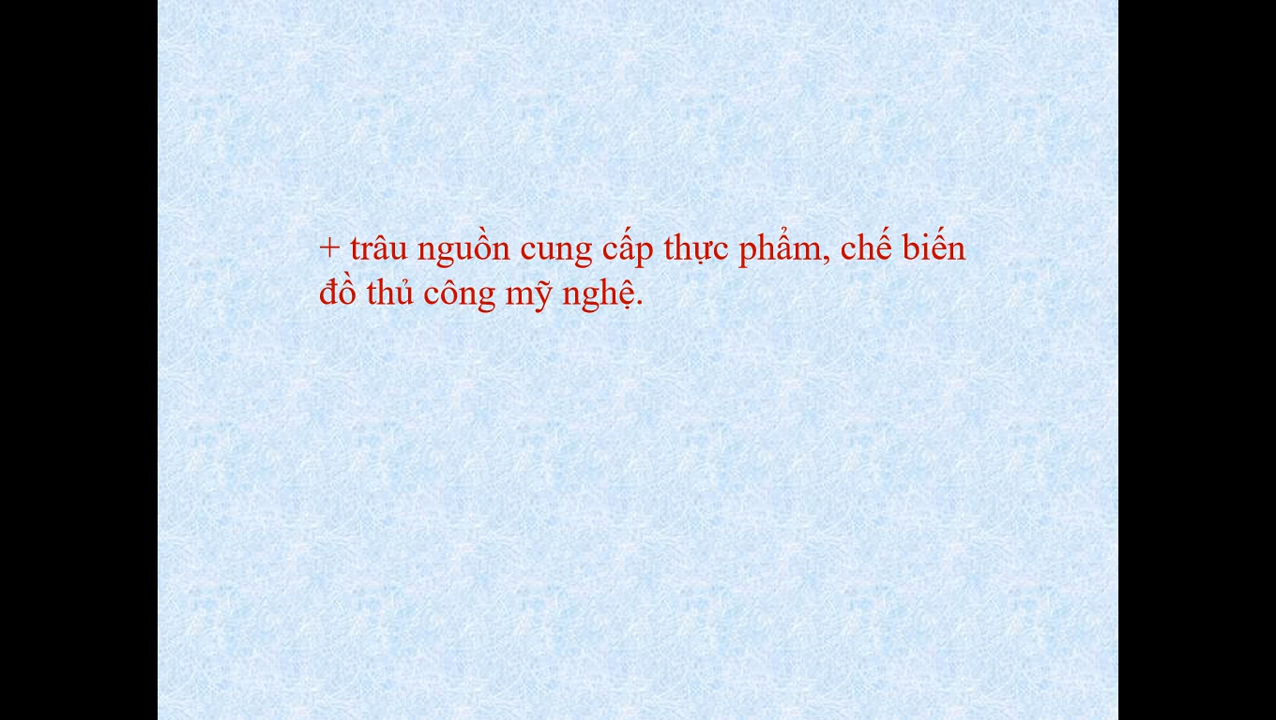 + trâu nguồn cung cấp thực phẩm, chế biến
đồ thủ công mỹ nghệ.